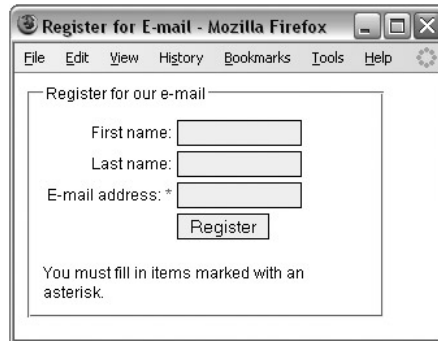 Register for E-mail - Mozilla Firefox
File Edit View History Bookmarks Tools Help
Register for our e-mail
First name:
Last name:
E-mail address: *
Register
You must fill in items marked with an
asterisk.